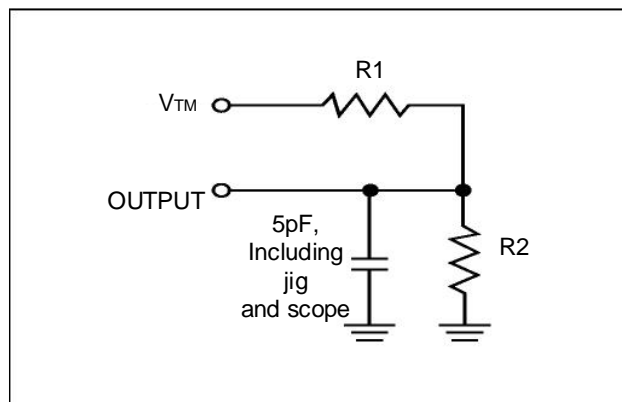 R1
VTM
OUTPUT
5pF,
Including
jig
and scope
R2